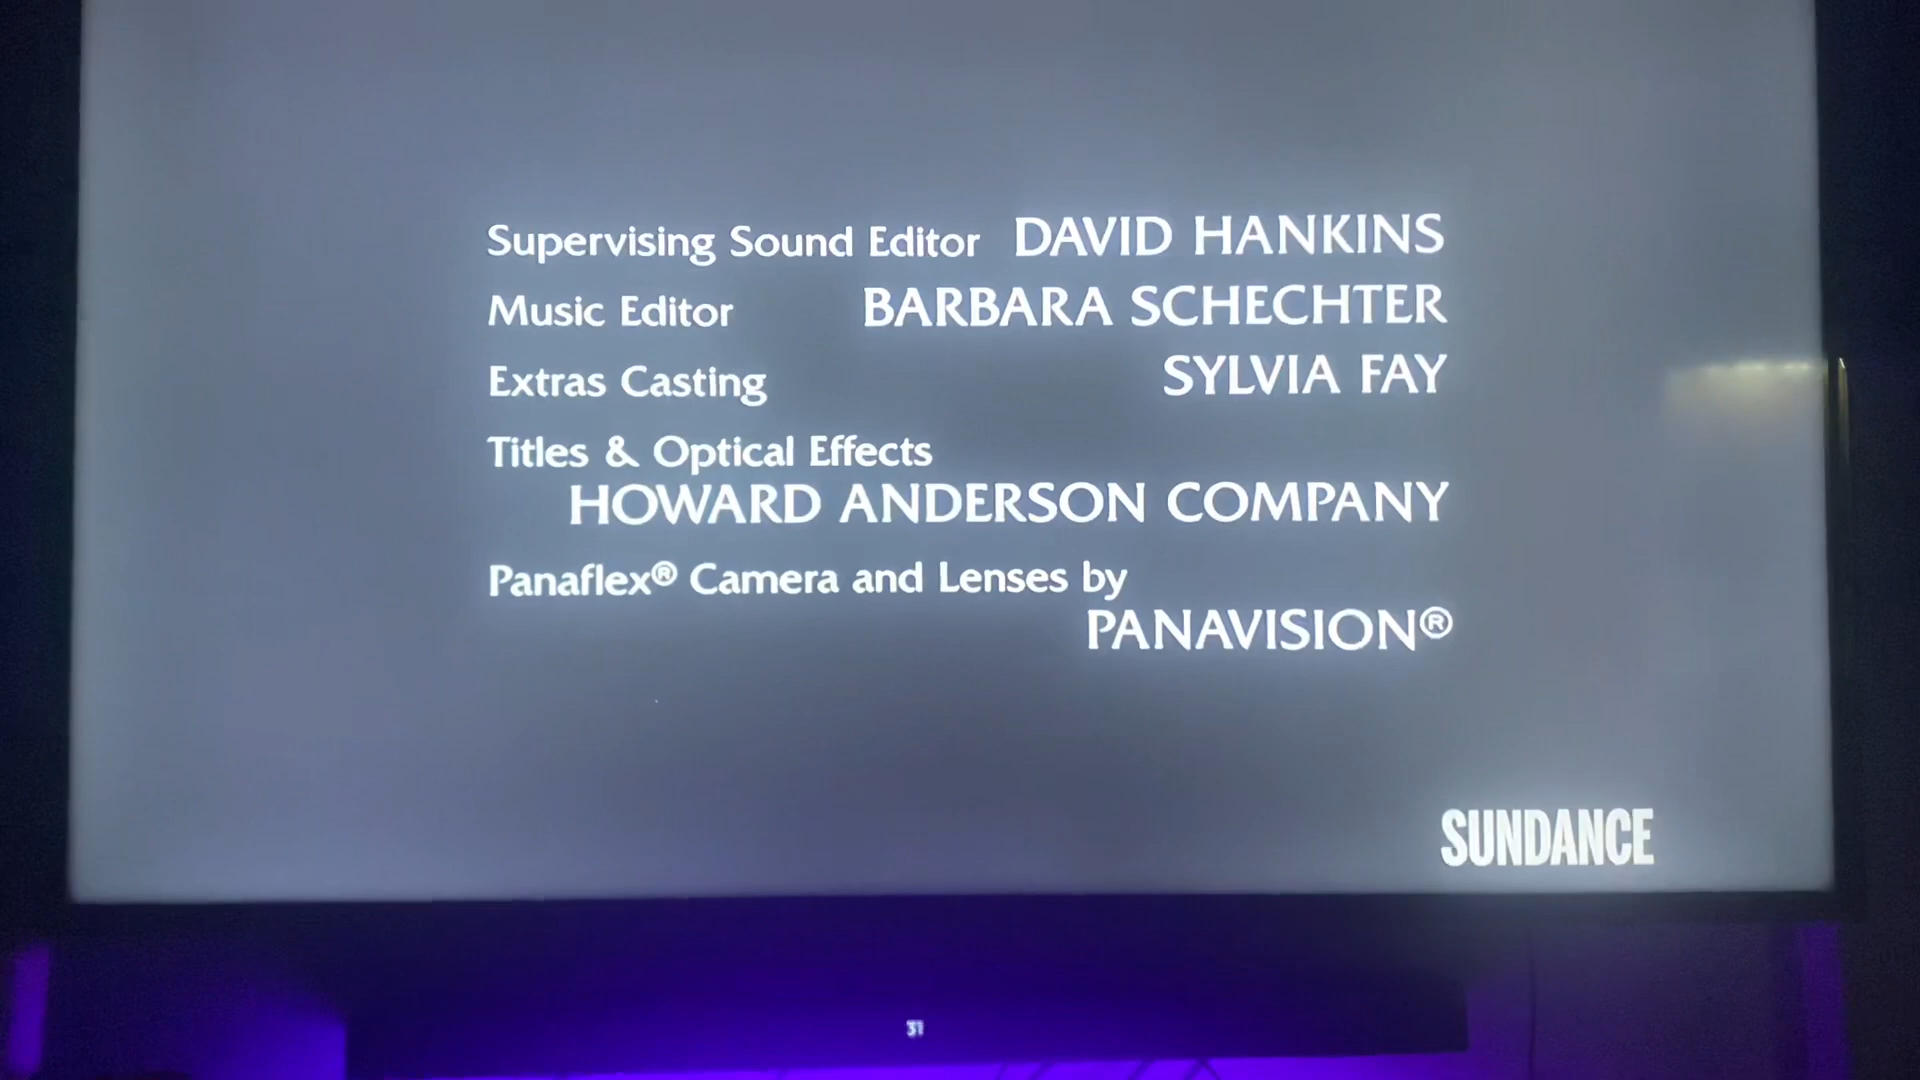 Supervising Sound Editor DAVID HANKINS
Music Editor BARBARA SCHECHTER
Extras Casting SYLVIA FAY
Titles & Optical Effects
HOWARD ANDERSON COMPANY
Panaflex® Camera and Lenses by
PANAVISION®
SUNDANCE
31